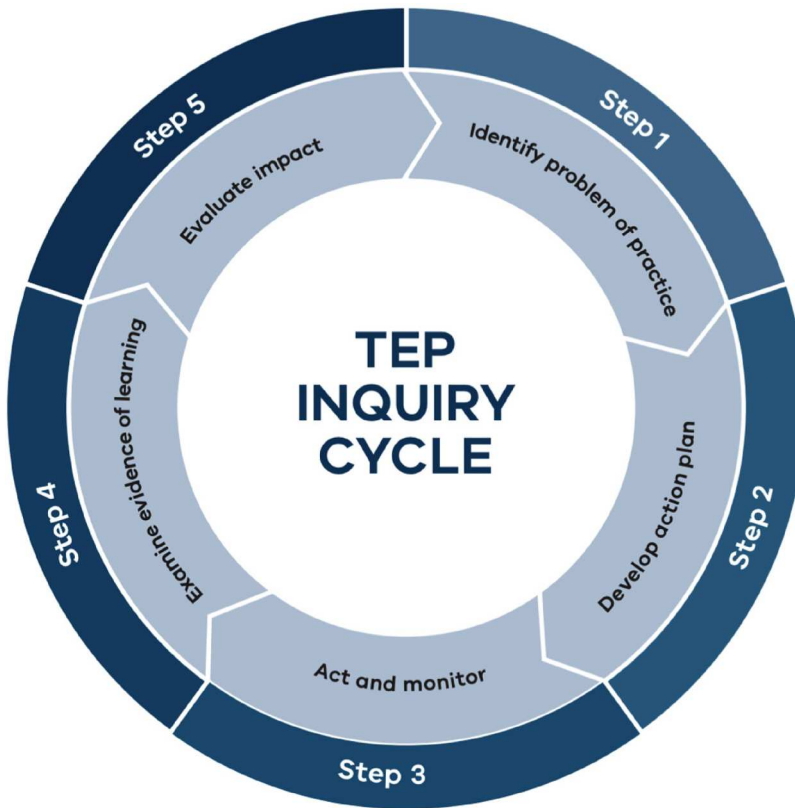 TEP
INQUIRY
CYCLE
Step 1
Identify problem of practice
Step 2
Develop action plan
Step 3
Act and monitor
Step 4
Examine evidence of learning
Step 5
Evaluate impact